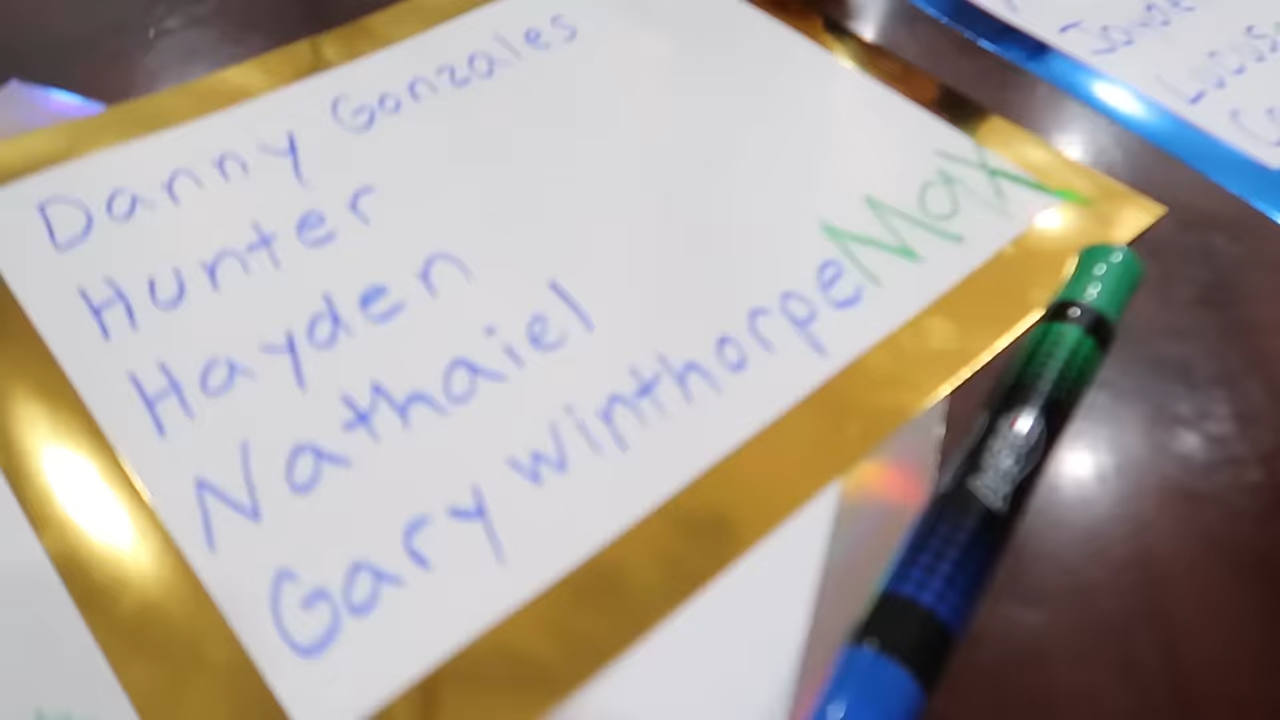 Danny Gonzales
Hunter
Hayden
Nathaiel
Gary winthorpe Max